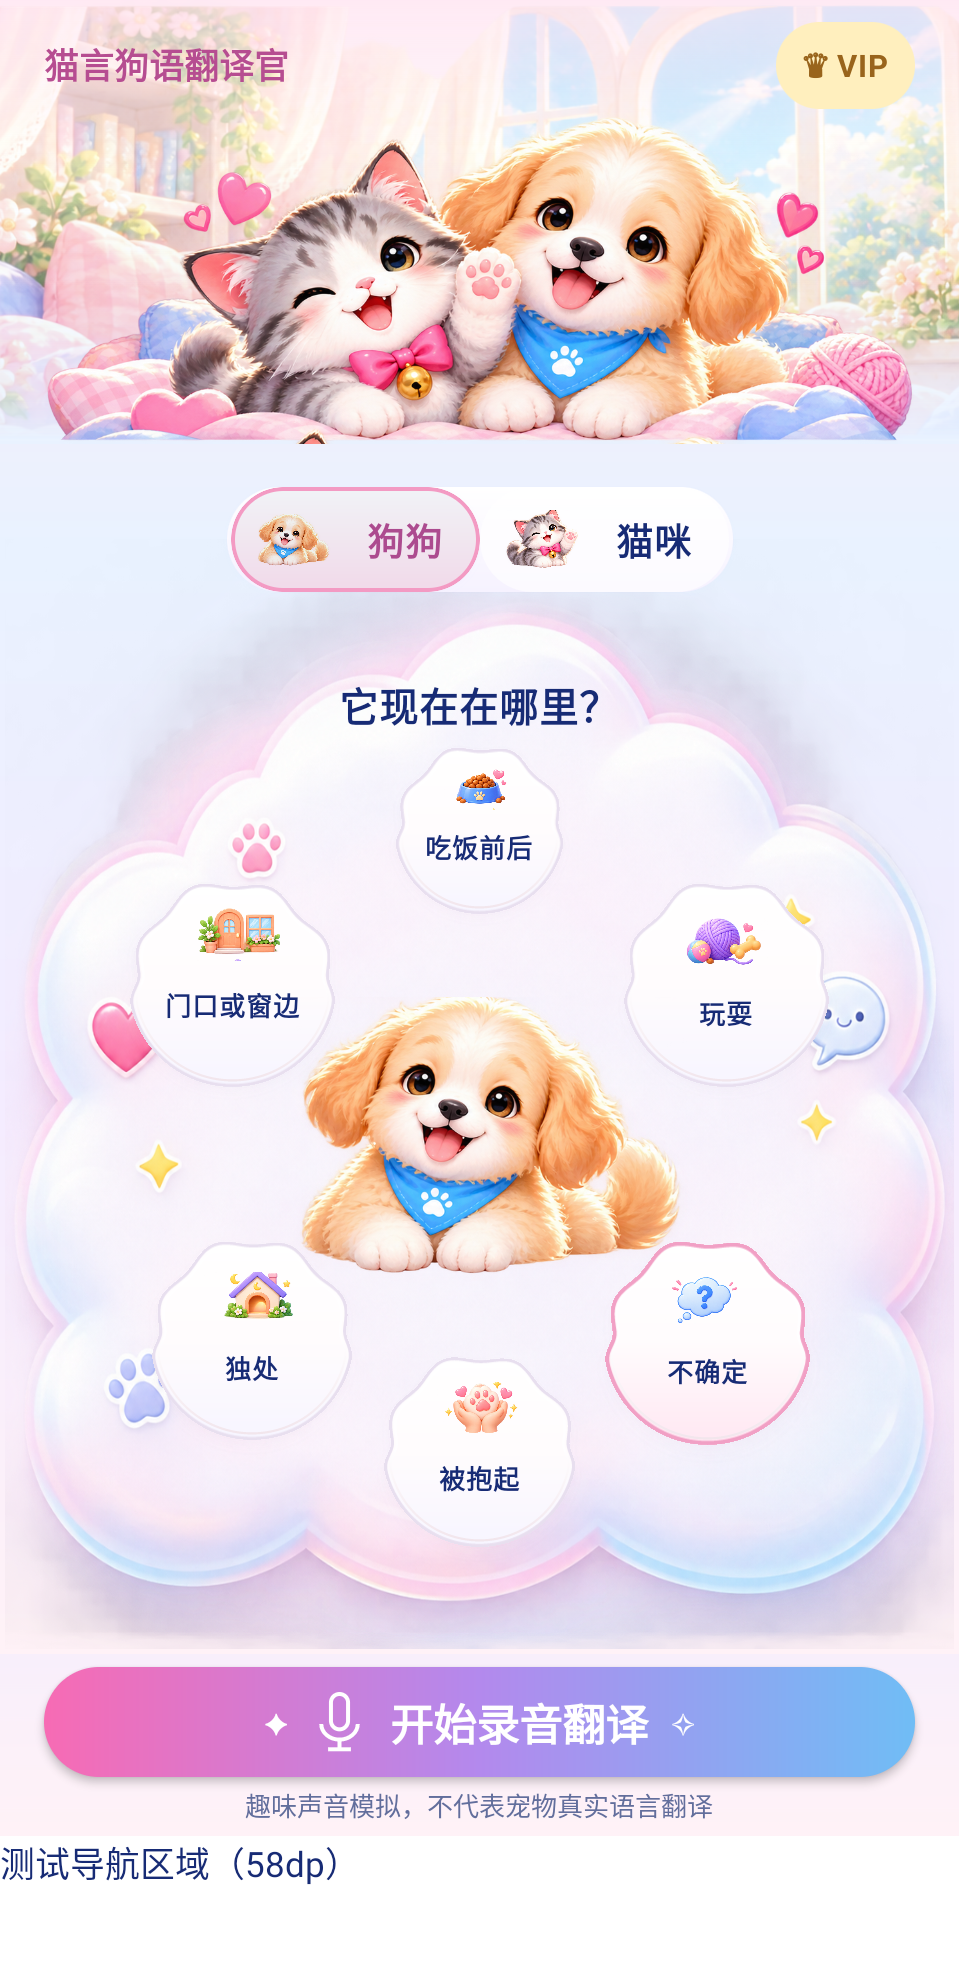 猫言狗语翻译官
VIP
狗狗
猫咪
它现在在哪里?
吃饭前后
门口或窗边
玩耍
独处
不确定
被抱起
开始录音翻译
趣味声音模拟，不代表宠物真实语言翻译
测试导航区域（58dp）